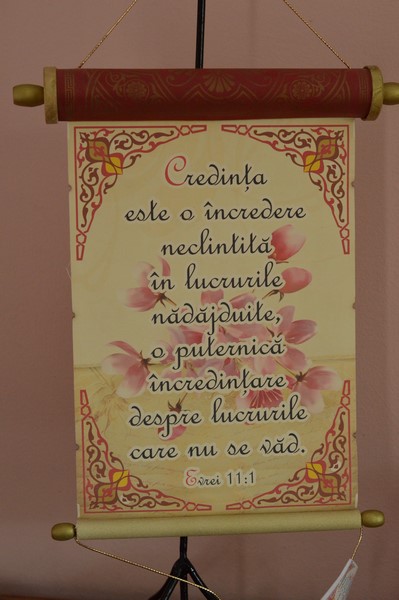 Credința
este o încredere
neclintită
în lucrurile
nădăjduite,
o puternică
încredințare
despre lucrurile
care nu se văd.
Evrei 11:1